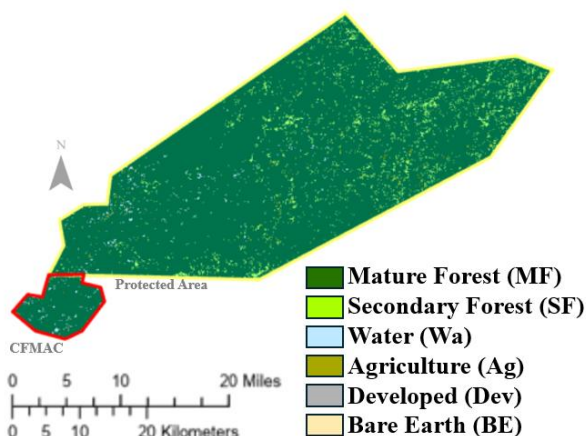 N
Protected Area
CFMAC
Mature Forest (MF)
Secondary Forest (SF)
Water (Wa)
Agriculture (Ag)
Developed (Dev)
Bare Earth (BE)
0 5 10 20 Miles
0 5 10 20 Kilometers